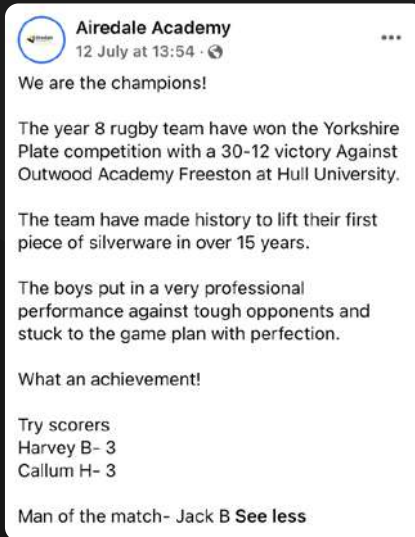 Airedale Academy
12 July at 13:54 ·
We are the champions!
The year 8 rugby team have won the Yorkshire
Plate competition with a 30-12 victory Against
Outwood Academy Freeston at Hull University.
The team have made history to lift their first
piece of silverware in over 15 years.
The boys put in a very professional
performance against tough opponents and
stuck to the game plan with perfection.
What an achievement!
Try scorers
Harvey B- 3
Callum H- 3
Man of the match- Jack B See less